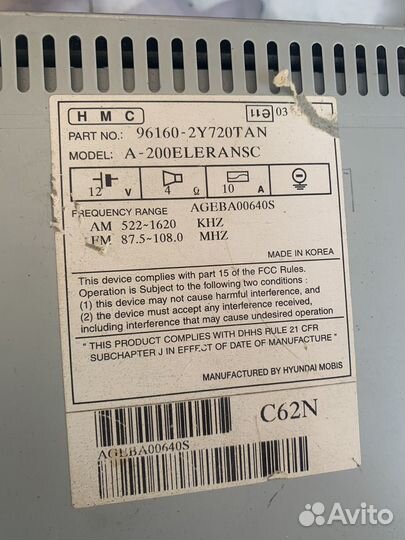 H M C
e11 03
PART NO.: 96160-2Y720TAN
MODEL: A-200ELERANSC
12 V 4 Ω 10 A
FREQUENCY RANGE AGEBA00640S
AM 522~1620 KHZ
FM 87.5~108.0 MHZ
MADE IN KOREA
This device complies with part 15 of the FCC Rules.
Operation is Subject to the following two conditions:
(1) this device may not cause harmful interference, and
(2) the device must accept any interference received,
including interference that may cause undesired operation
" THIS PRODUCT COMPLIES WITH DHHS RULE 21 CFR
SUBCHAPTER J IN EFFECT OF DATE OF MANUFACTURE "
MANUFACTURED BY HYUNDAI MOBIS
C62N
AGEBA00640S
Avito